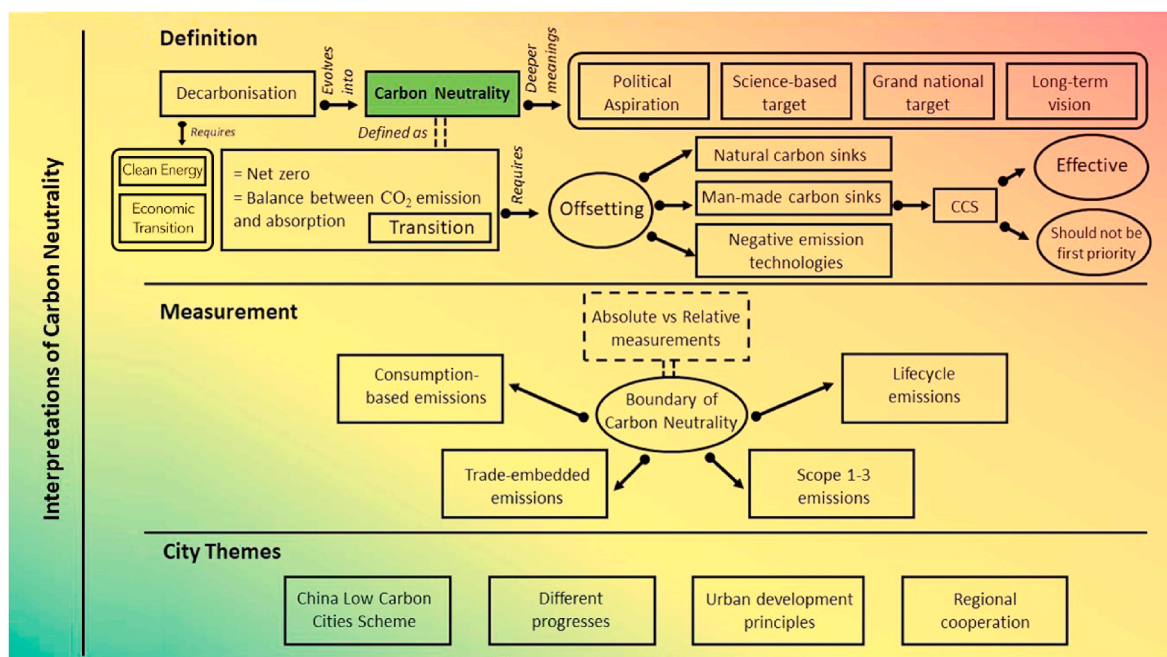 Interpretations of Carbon Neutrality
Definition
Decarbonisation
Evolves
into
Carbon Neutrality
Deeper
meanings
Political
Aspiration
Science-based
target
Grand national
target
Long-term
vision
Requires
Defined as
Clean Energy
Economic
Transition
= Net zero
= Balance between CO₂ emission
and absorption
Transition
Requires
Offsetting
Natural carbon sinks
Man-made carbon sinks
Negative emission
technologies
CCS
Effective
Should not be
first priority
Measurement
Absolute vs Relative
measurements
Consumption-
based emissions
Boundary of
Carbon Neutrality
Lifecycle
emissions
Trade-embedded
emissions
Scope 1-3
emissions
City Themes
China Low Carbon
Cities Scheme
Different
progresses
Urban development
principles
Regional
cooperation